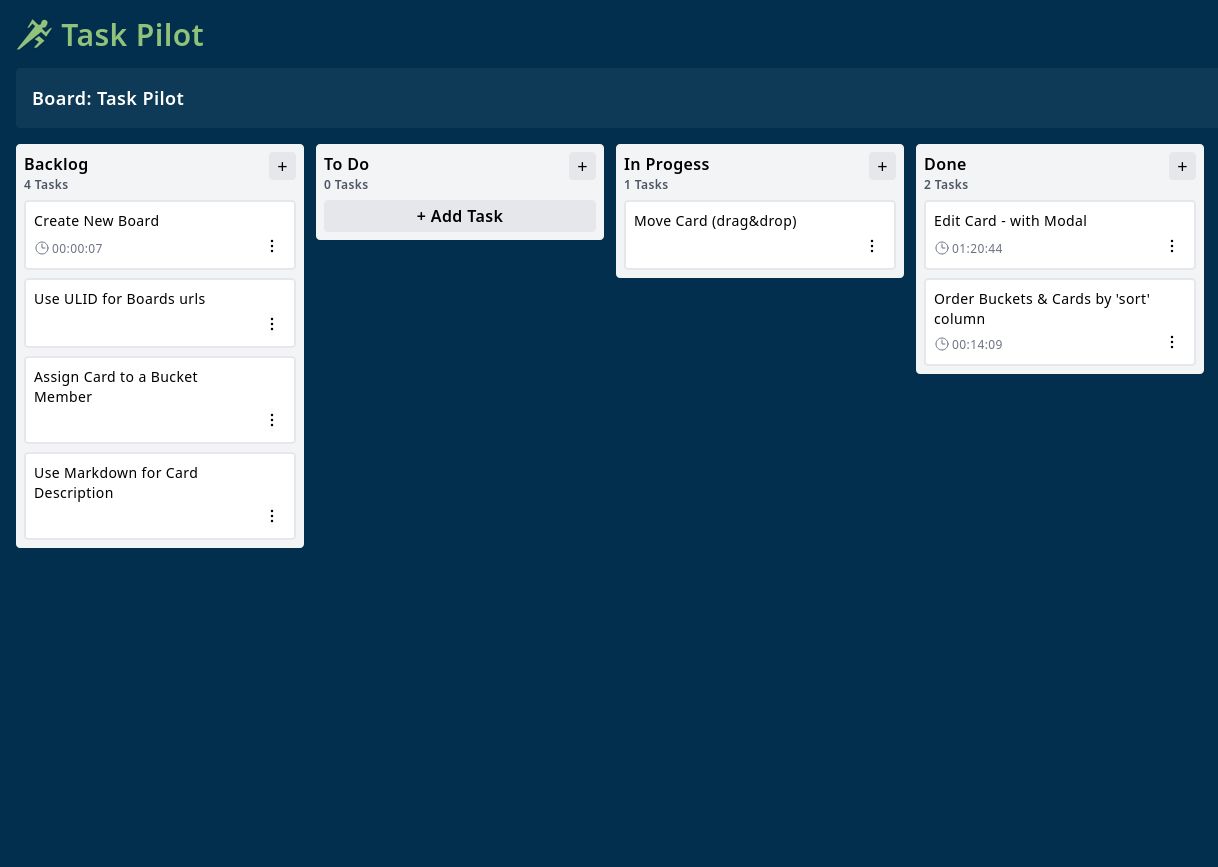 Task Pilot
Board: Task Pilot
Backlog
+
4 Tasks
Create New Board
00:00:07
Use ULID for Boards urls
Assign Card to a Bucket
Member
Use Markdown for Card
Description
To Do
+
0 Tasks
+ Add Task
In Progess
+
1 Tasks
Move Card (drag&drop)
Done
+
2 Tasks
Edit Card - with Modal
01:20:44
Order Buckets & Cards by 'sort'
column
00:14:09